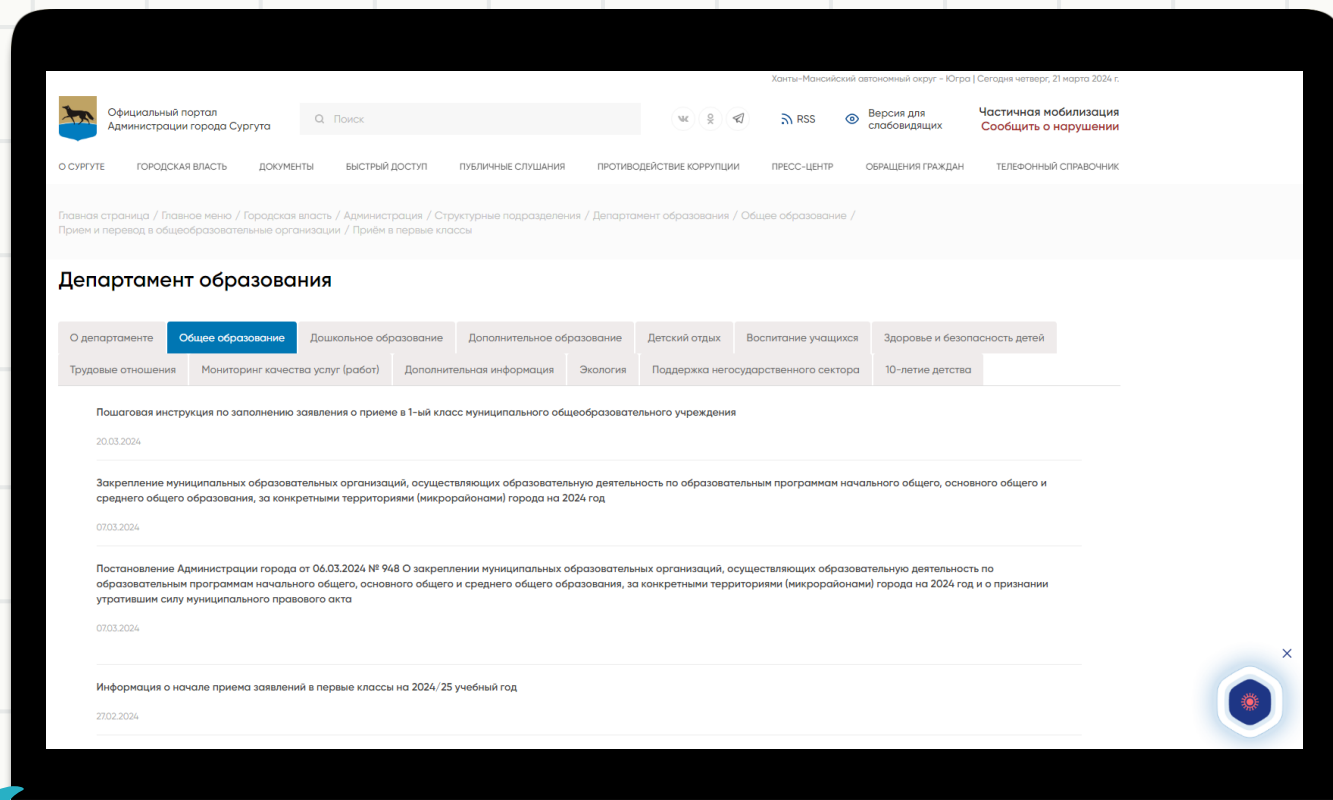 Ханты-Мансийский автономный округ - Югра | Сегодня четверг, 21 марта 2024 г.
Официальный портал
Администрации города Сургута
Поиск
RSS
Версия для
слабовидящих
Частичная мобилизация
Сообщить о нарушении
О СУРГУТЕ ГОРОДСКАЯ ВЛАСТЬ ДОКУМЕНТЫ БЫСТРЫЙ ДОСТУП ПУБЛИЧНЫЕ СЛУШАНИЯ ПРОТИВОДЕЙСТВИЕ КОРРУПЦИИ ПРЕСС-ЦЕНТР ОБРАЩЕНИЯ ГРАЖДАН ТЕЛЕФОННЫЙ СПРАВОЧНИК
Главная страница / Главное меню / Городская власть / Администрация / Структурные подразделения / Департамент образования / Общее образование /
Прием и перевод в общеобразовательные организации / Приём в первые классы
Департамент образования
О департаменте Общее образование Дошкольное образование Дополнительное образование Детский отдых Воспитание учащихся Здоровье и безопасность детей
Трудовые отношения Мониторинг качества услуг (работ) Дополнительная информация Экология Поддержка негосударственного сектора 10-летие детства
Пошаговая инструкция по заполнению заявления о приеме в 1-ый класс муниципального общеобразовательного учреждения
20.03.2024
Закрепление муниципальных образовательных организаций, осуществляющих образовательную деятельность по образовательным программам начального общего, основного общего и
среднего общего образования, за конкретными территориями (микрорайонами) города на 2024 год
07.03.2024
Постановление Администрации города от 06.03.2024 № 948 О закреплении муниципальных образовательных организаций, осуществляющих образовательную деятельность по
образовательным программам начального общего, основного общего и среднего общего образования, за конкретными территориями (микрорайонами) города на 2024 год и о признании
утратившим силу муниципального правового акта
07.03.2024
Информация о начале приема заявлений в первые классы на 2024/25 учебный год
27.02.2024